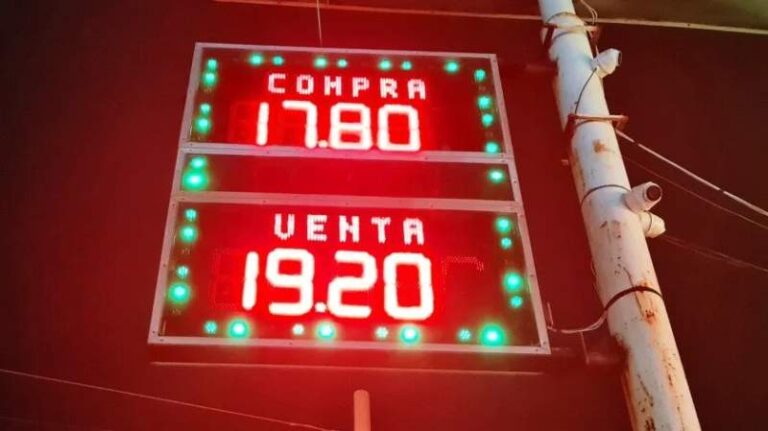 COMPRA
17.80
VENTA
19.20